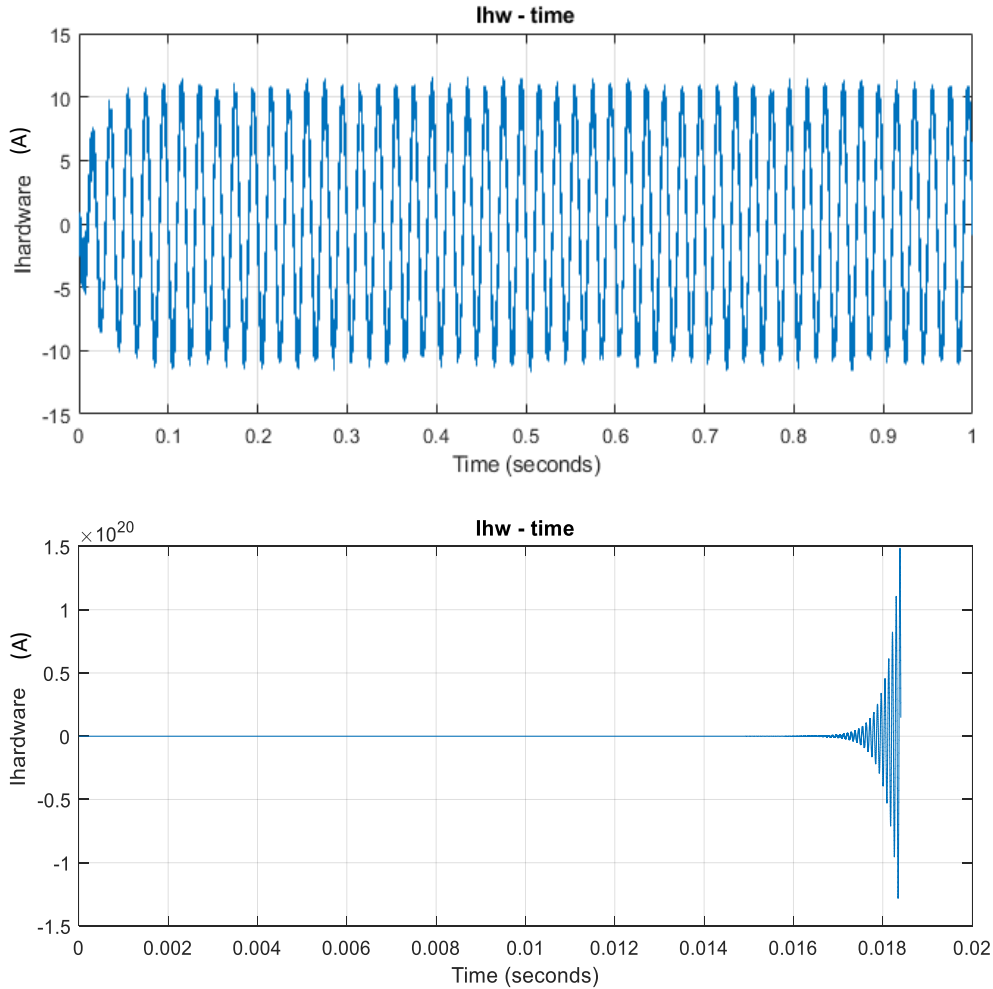 Ihw - time
15
10
5
0
-5
-10
-15
Ihardware (A)
0 0.1 0.2 0.3 0.4 0.5 0.6 0.7 0.8 0.9 1
Time (seconds)
Ihw - time
×10²⁰
1.5
1
0.5
0
-0.5
-1
-1.5
Ihardware (A)
0 0.002 0.004 0.006 0.008 0.01 0.012 0.014 0.016 0.018 0.02
Time (seconds)